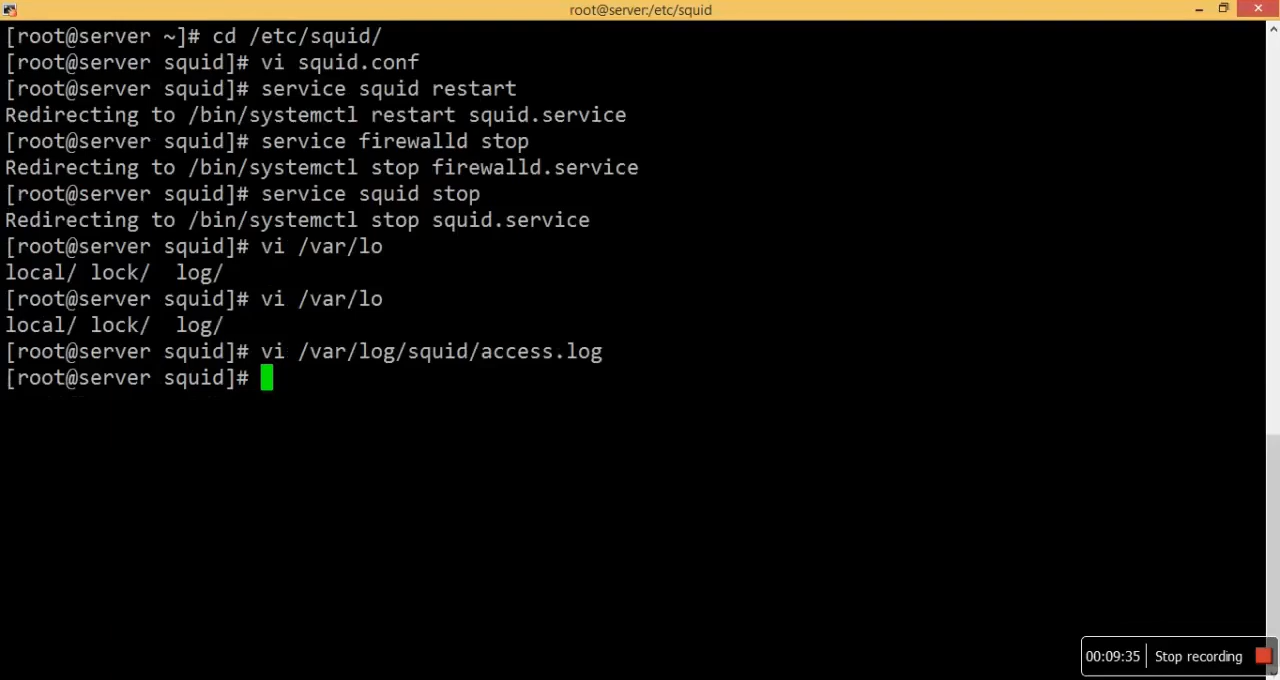 root@server:/etc/squid
[root@server ~]# cd /etc/squid/
[root@server squid]# vi squid.conf
[root@server squid]# service squid restart
Redirecting to /bin/systemctl restart squid.service
[root@server squid]# service firewalld stop
Redirecting to /bin/systemctl stop firewalld.service
[root@server squid]# service squid stop
Redirecting to /bin/systemctl stop squid.service
[root@server squid]# vi /var/lo
local/ lock/  log/
[root@server squid]# vi /var/lo
local/ lock/  log/
[root@server squid]# vi /var/log/squid/access.log
[root@server squid]#
00:09:35 Stop recording